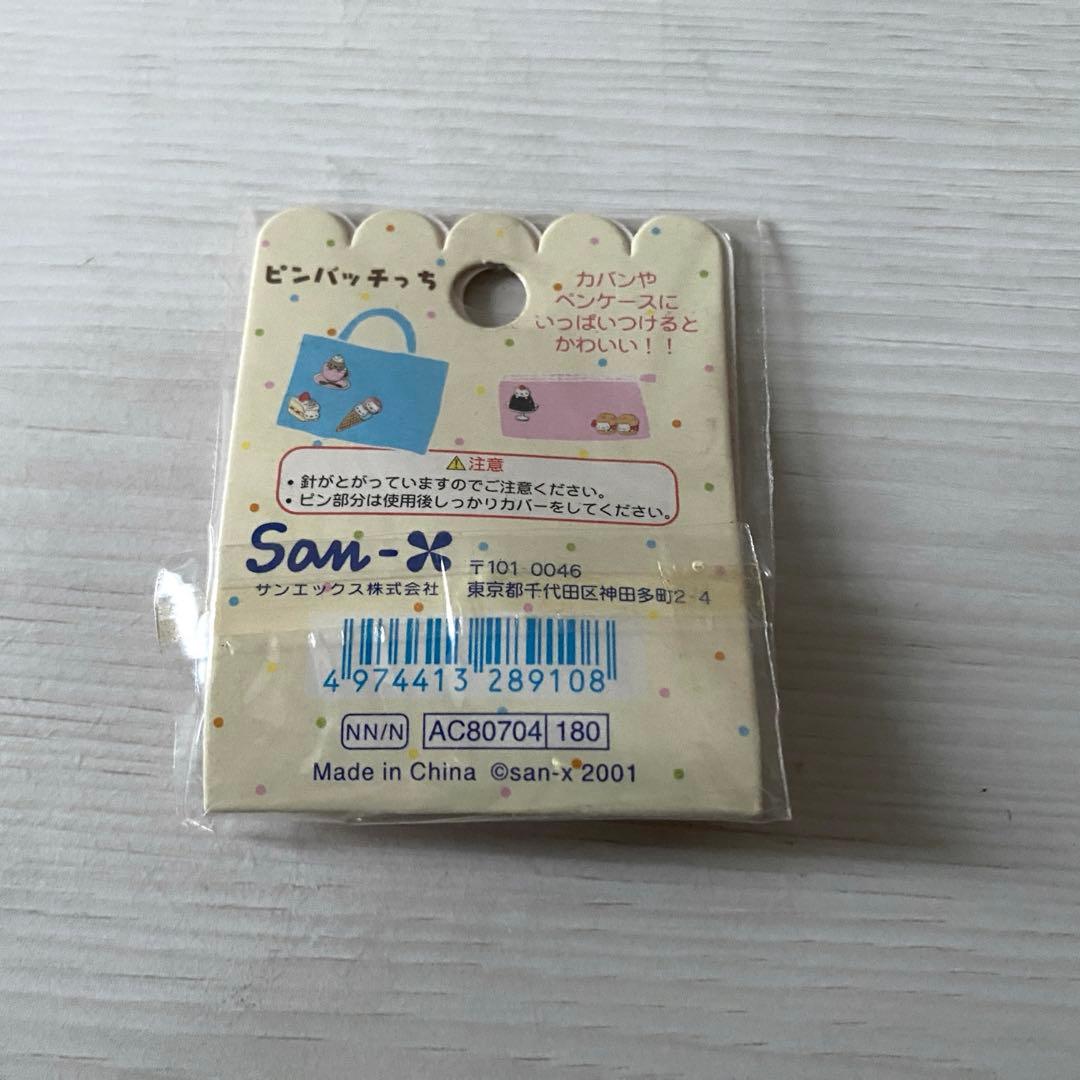 ピンバッチっち
カバンや
ペンケースに
いっぱいつけると
かわいい！！
⚠注意
・針がとがっていますのでご注意ください。
・ピン部分は使用後しっかりカバーをしてください。
San-X
サンエックス株式会社
〒101-0046
東京都千代田区神田多町2-4
4 974413 289108
NN/N AC80704 180
Made in China ©san-x 2001